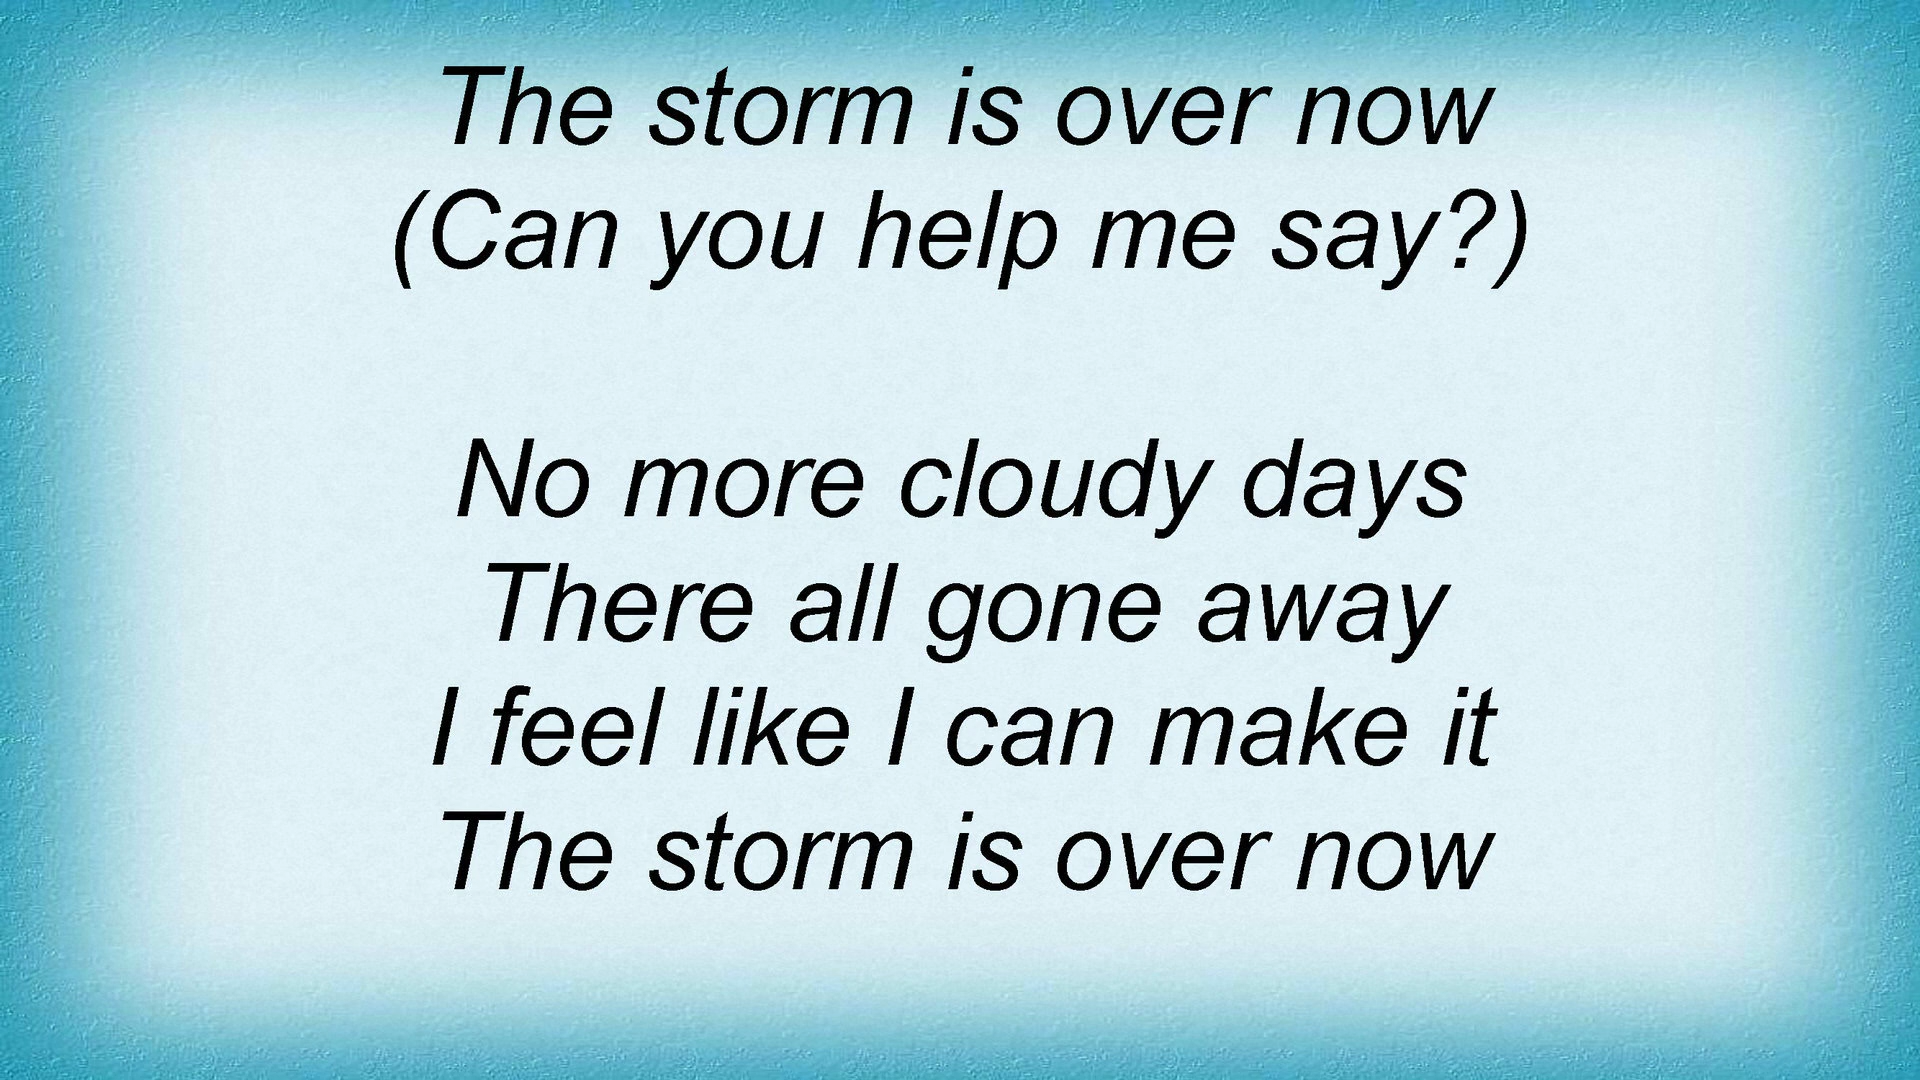 The storm is over now
(Can you help me say?)
No more cloudy days
There all gone away
I feel like I can make it
The storm is over now